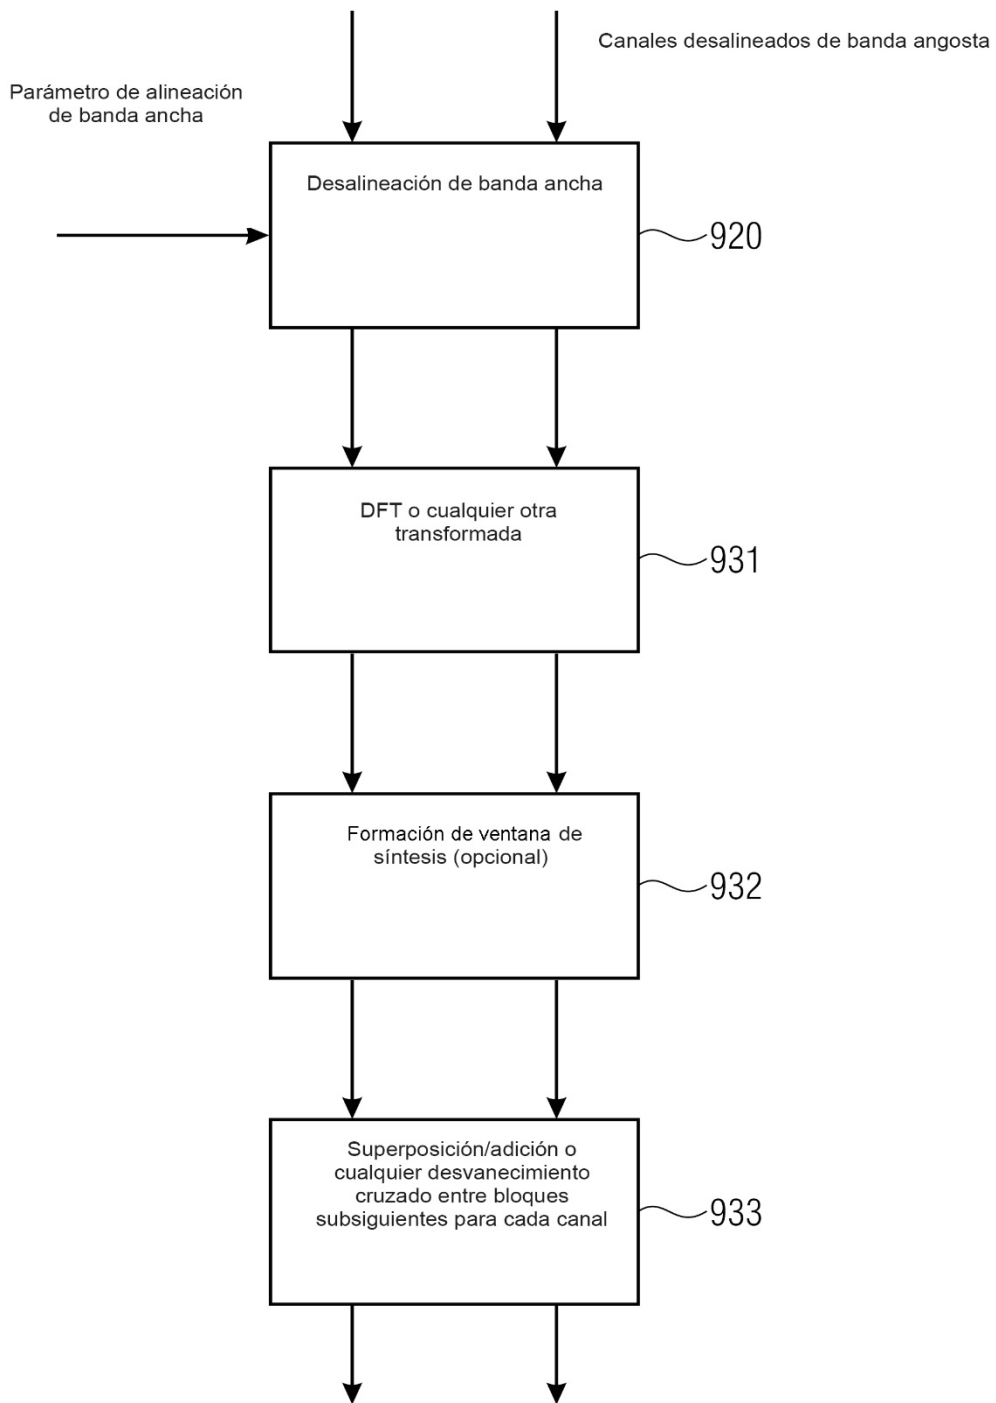 Canales desalineados de banda angosta
Parámetro de alineación
de banda ancha
Desalineación de banda ancha
920
DFT o cualquier otra
transformada
931
Formación de ventana de
síntesis (opcional)
932
Superposición/adición o
cualquier desvanecimiento
cruzado entre bloques
subsiguientes para cada canal
933